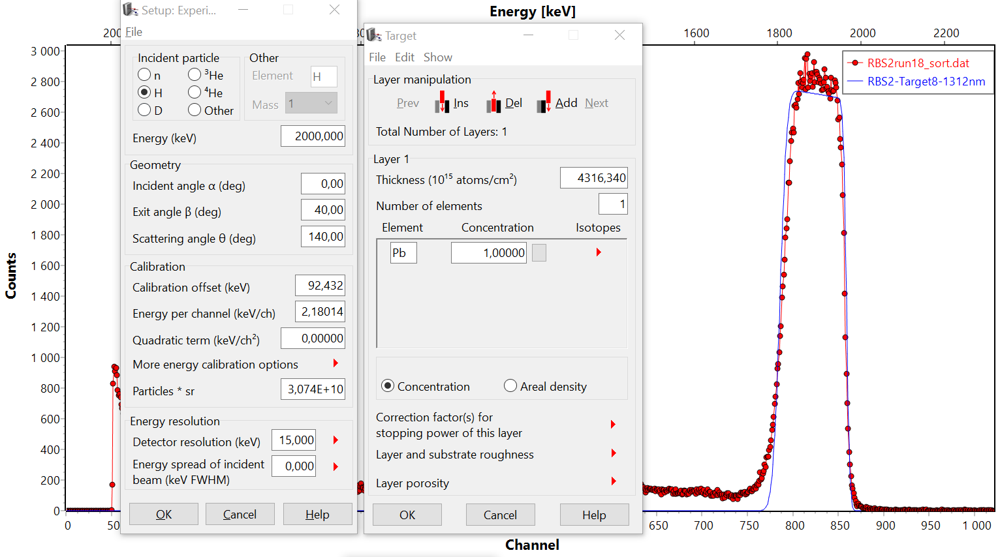 Energy [keV]
200
1600
1800
2000
2200
Counts
3 000
2 800
2 600
2 400
2 200
2 000
1 800
1 600
1 400
1 200
1 000
800
600
400
200
0
Setup: Experi...
File
Incident particle
n
³He
H
⁴He
D
Other
Other
Element H
Mass 1
Energy (keV) 2000,000
Geometry
Incident angle α (deg) 0,00
Exit angle β (deg) 40,00
Scattering angle θ (deg) 140,00
Calibration
Calibration offset (keV) 92,432
Energy per channel (keV/ch) 2,18014
Quadratic term (keV/ch²) 0,00000
More energy calibration options
Particles * sr 3,074E+10
Energy resolution
Detector resolution (keV) 15,000
Energy spread of incident
beam (keV FWHM) 0,000
OK Cancel Help
Target
File Edit Show
Layer manipulation
Prev Ins Del Add Next
Total Number of Layers: 1
Layer 1
Thickness (10¹⁵ atoms/cm²) 4316,340
Number of elements 1
Element Concentration Isotopes
Pb 1,00000
Concentration Areal density
Correction factor(s) for
stopping power of this layer
Layer and substrate roughness
Layer porosity
OK Cancel Help
RBS2run18_sort.dat
RBS2-Target8-1312nm
0 50 650 700 750 800 850 900 950 1 000
Channel